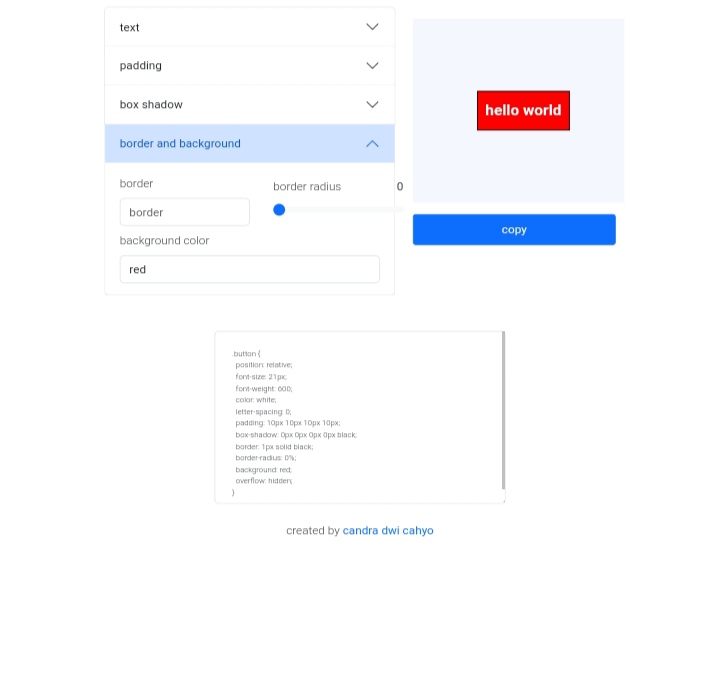 text
padding
box shadow
border and background
border
border radius 0
border
background color
red
hello world
copy
.button {
position: relative;
font-size: 21px;
font-weight: 600;
color: white;
letter-spacing: 0;
padding: 10px 10px 10px 10px;
box-shadow: 0px 0px 0px 0px black;
border: 1px solid black;
border-radius: 0%;
background: red;
overflow: hidden;
}
created by candra dwi cahyo